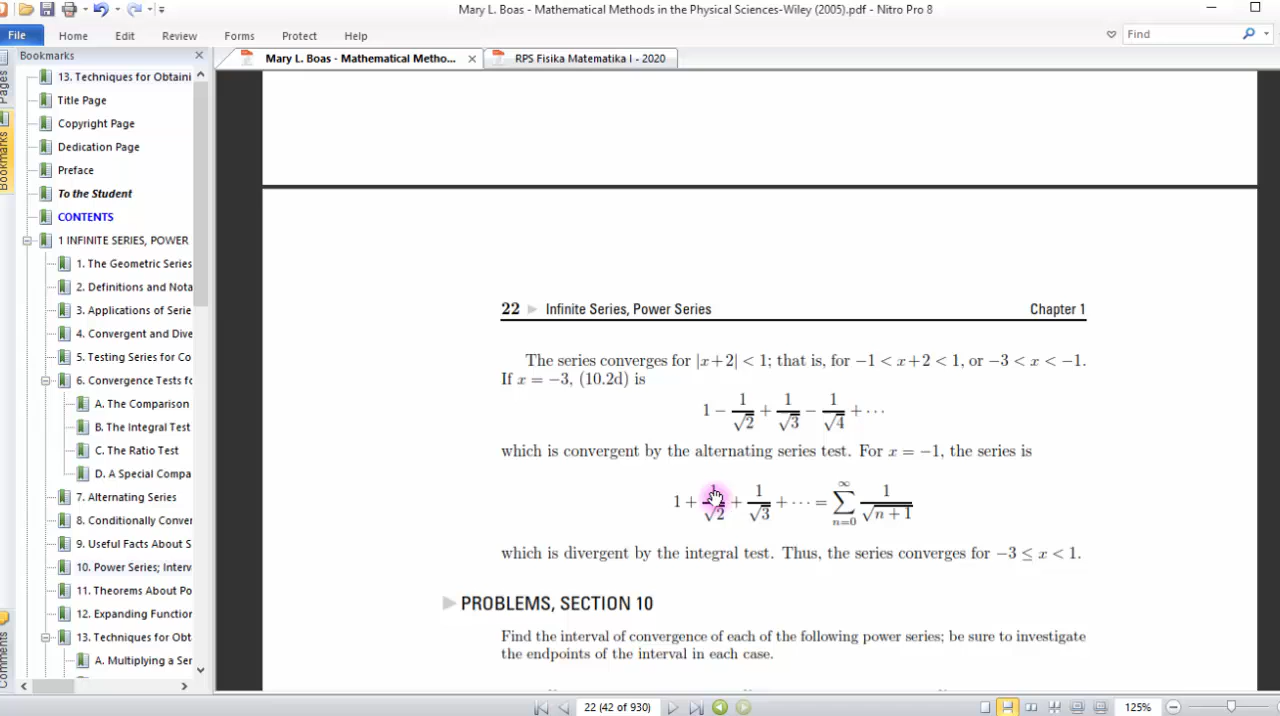 Mary L. Boas - Mathematical Methods in the Physical Sciences-Wiley (2005).pdf - Nitro Pro 8
File Home Edit Review Forms Protect Help Find
Bookmarks
Mary L. Boas - Mathematical Metho... RPS Fisika Matematika I - 2020
Pages
Bookmarks
Comments
13. Techniques for Obtaini
Title Page
Copyright Page
Dedication Page
Preface
To the Student
CONTENTS
1 INFINITE SERIES, POWER
1. The Geometric Series
2. Definitions and Nota
3. Applications of Serie
4. Convergent and Dive
5. Testing Series for Co
6. Convergence Tests fo
A. The Comparison
B. The Integral Test
C. The Ratio Test
D. A Special Compa
7. Alternating Series
8. Conditionally Conver
9. Useful Facts About S
10. Power Series; Interv
11. Theorems About Po
12. Expanding Function
13. Techniques for Obt
A. Multiplying a Ser
22 Infinite Series, Power Series Chapter 1
The series converges for |x+2| < 1; that is, for −1 < x+2 < 1, or −3 < x < −1.
If x = −3, (10.2d) is
1 − 1/√2 + 1/√3 − 1/√4 + ···
which is convergent by the alternating series test. For x = −1, the series is
1 + 1/√2 + 1/√3 + ··· = ∑ n=0 ∞ 1/√n + 1
which is divergent by the integral test. Thus, the series converges for −3 ≤ x < 1.
PROBLEMS, SECTION 10
Find the interval of convergence of each of the following power series; be sure to investigate
the endpoints of the interval in each case.
22 (42 of 930) 125%